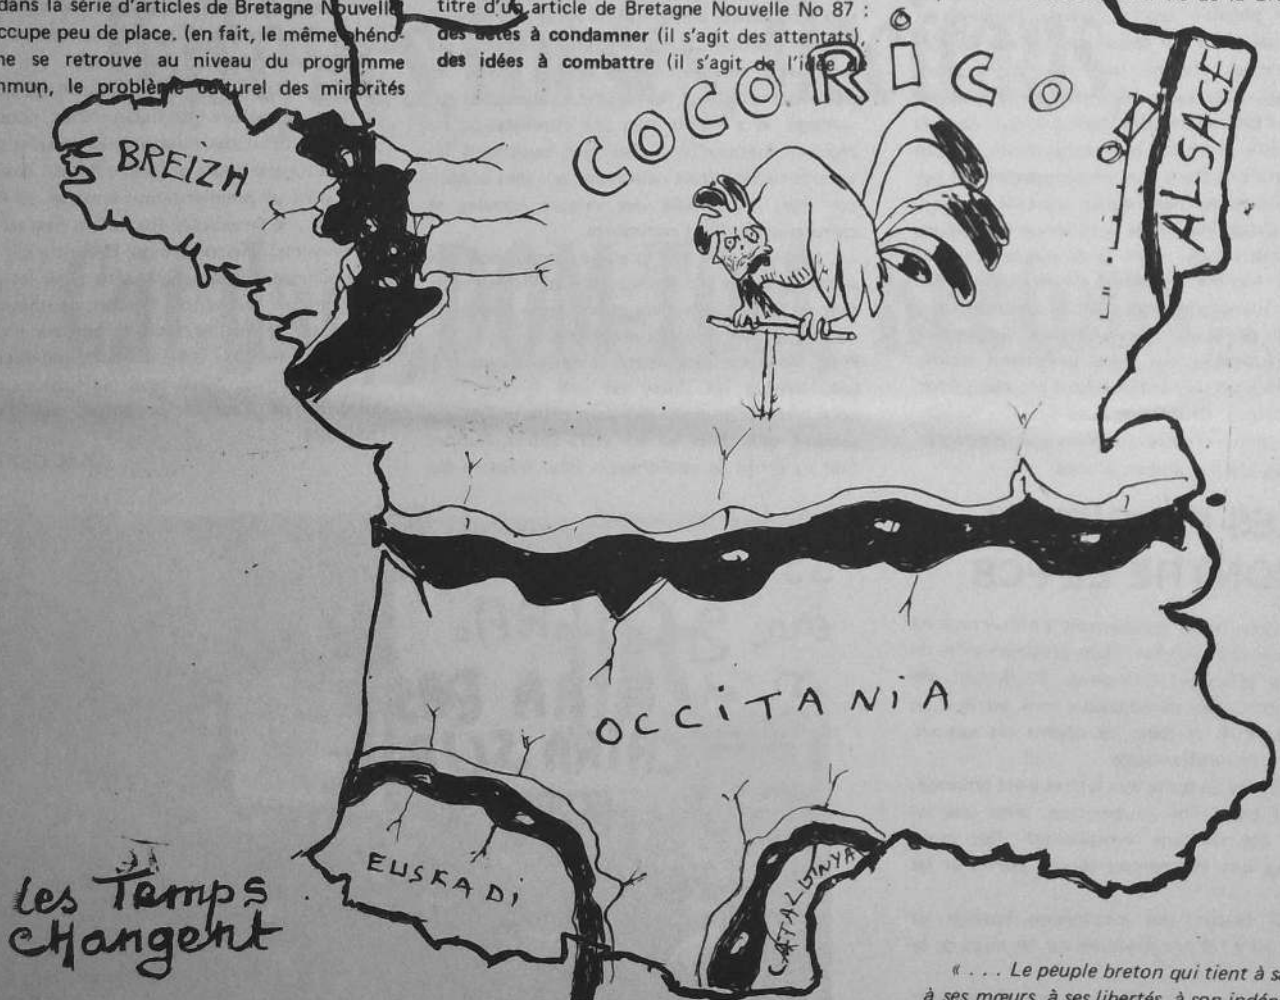 dans la série d'articles de Bretagne Nouvelle
ccupe peu de place. (en fait, le même phéno-
ne se retrouve au niveau du programme
mmun, le problème culturel des minorités
titre d'un article de Bretagne Nouvelle No 87 :
des actes à condamner (il s'agit des attentats),
des idées à combattre (il s'agit de l'idée de
COCORiCO
BREIZH
ALSACE
OCCiTANiA
EUSKADi
CATALUNYA
les Temps
changent
« . . . Le peuple breton qui tient à s
à ses mœurs, à ses libertés, à son indé